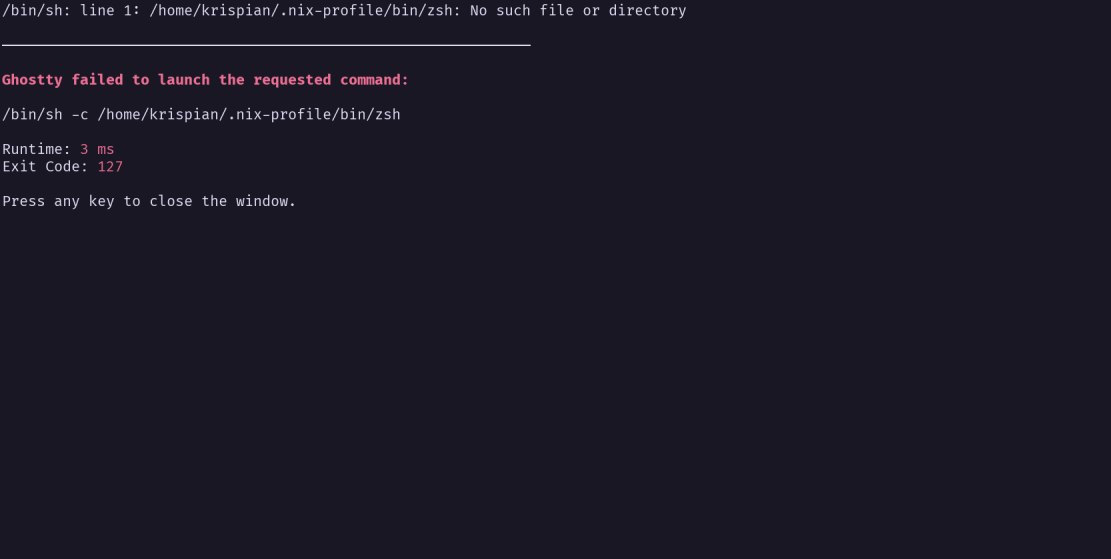 /bin/sh: line 1: /home/krispian/.nix-profile/bin/zsh: No such file or directory
Ghostty failed to launch the requested command:
/bin/sh -c /home/krispian/.nix-profile/bin/zsh
Runtime: 3 ms
Exit Code: 127
Press any key to close the window.